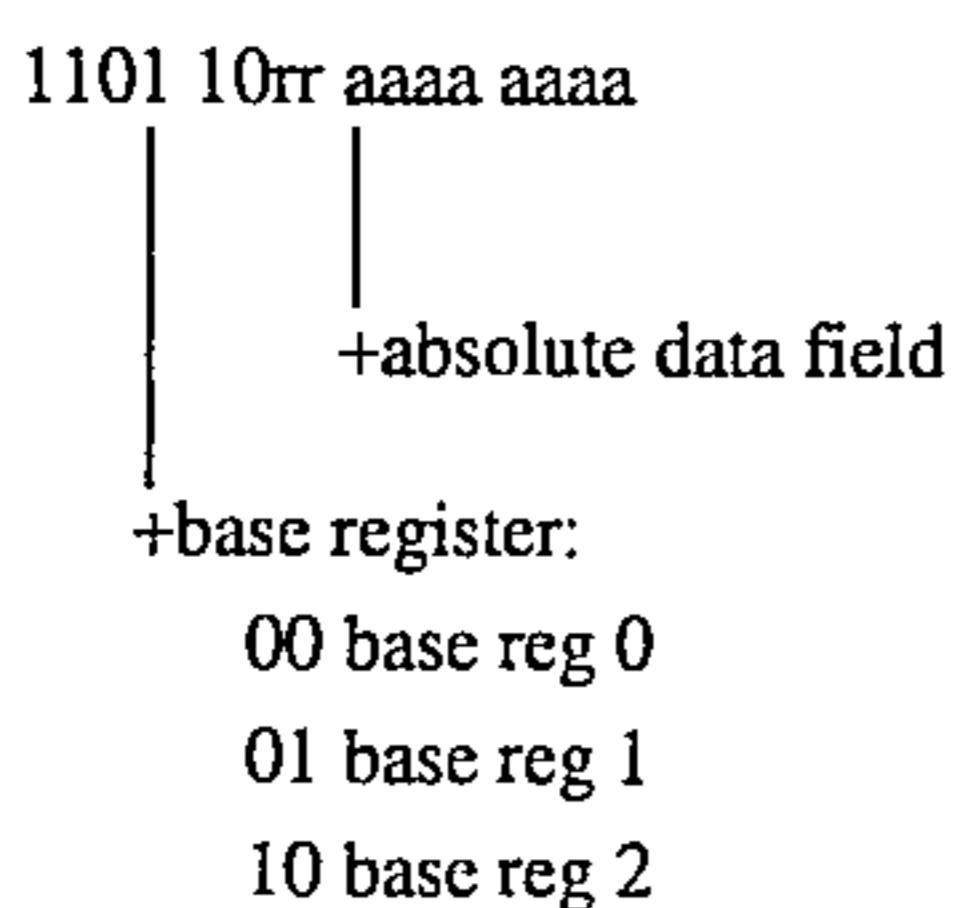 1101 10rr aaaa aaaa
+absolute data field
+base register:
00 base reg 0
01 base reg 1
10 base reg 2